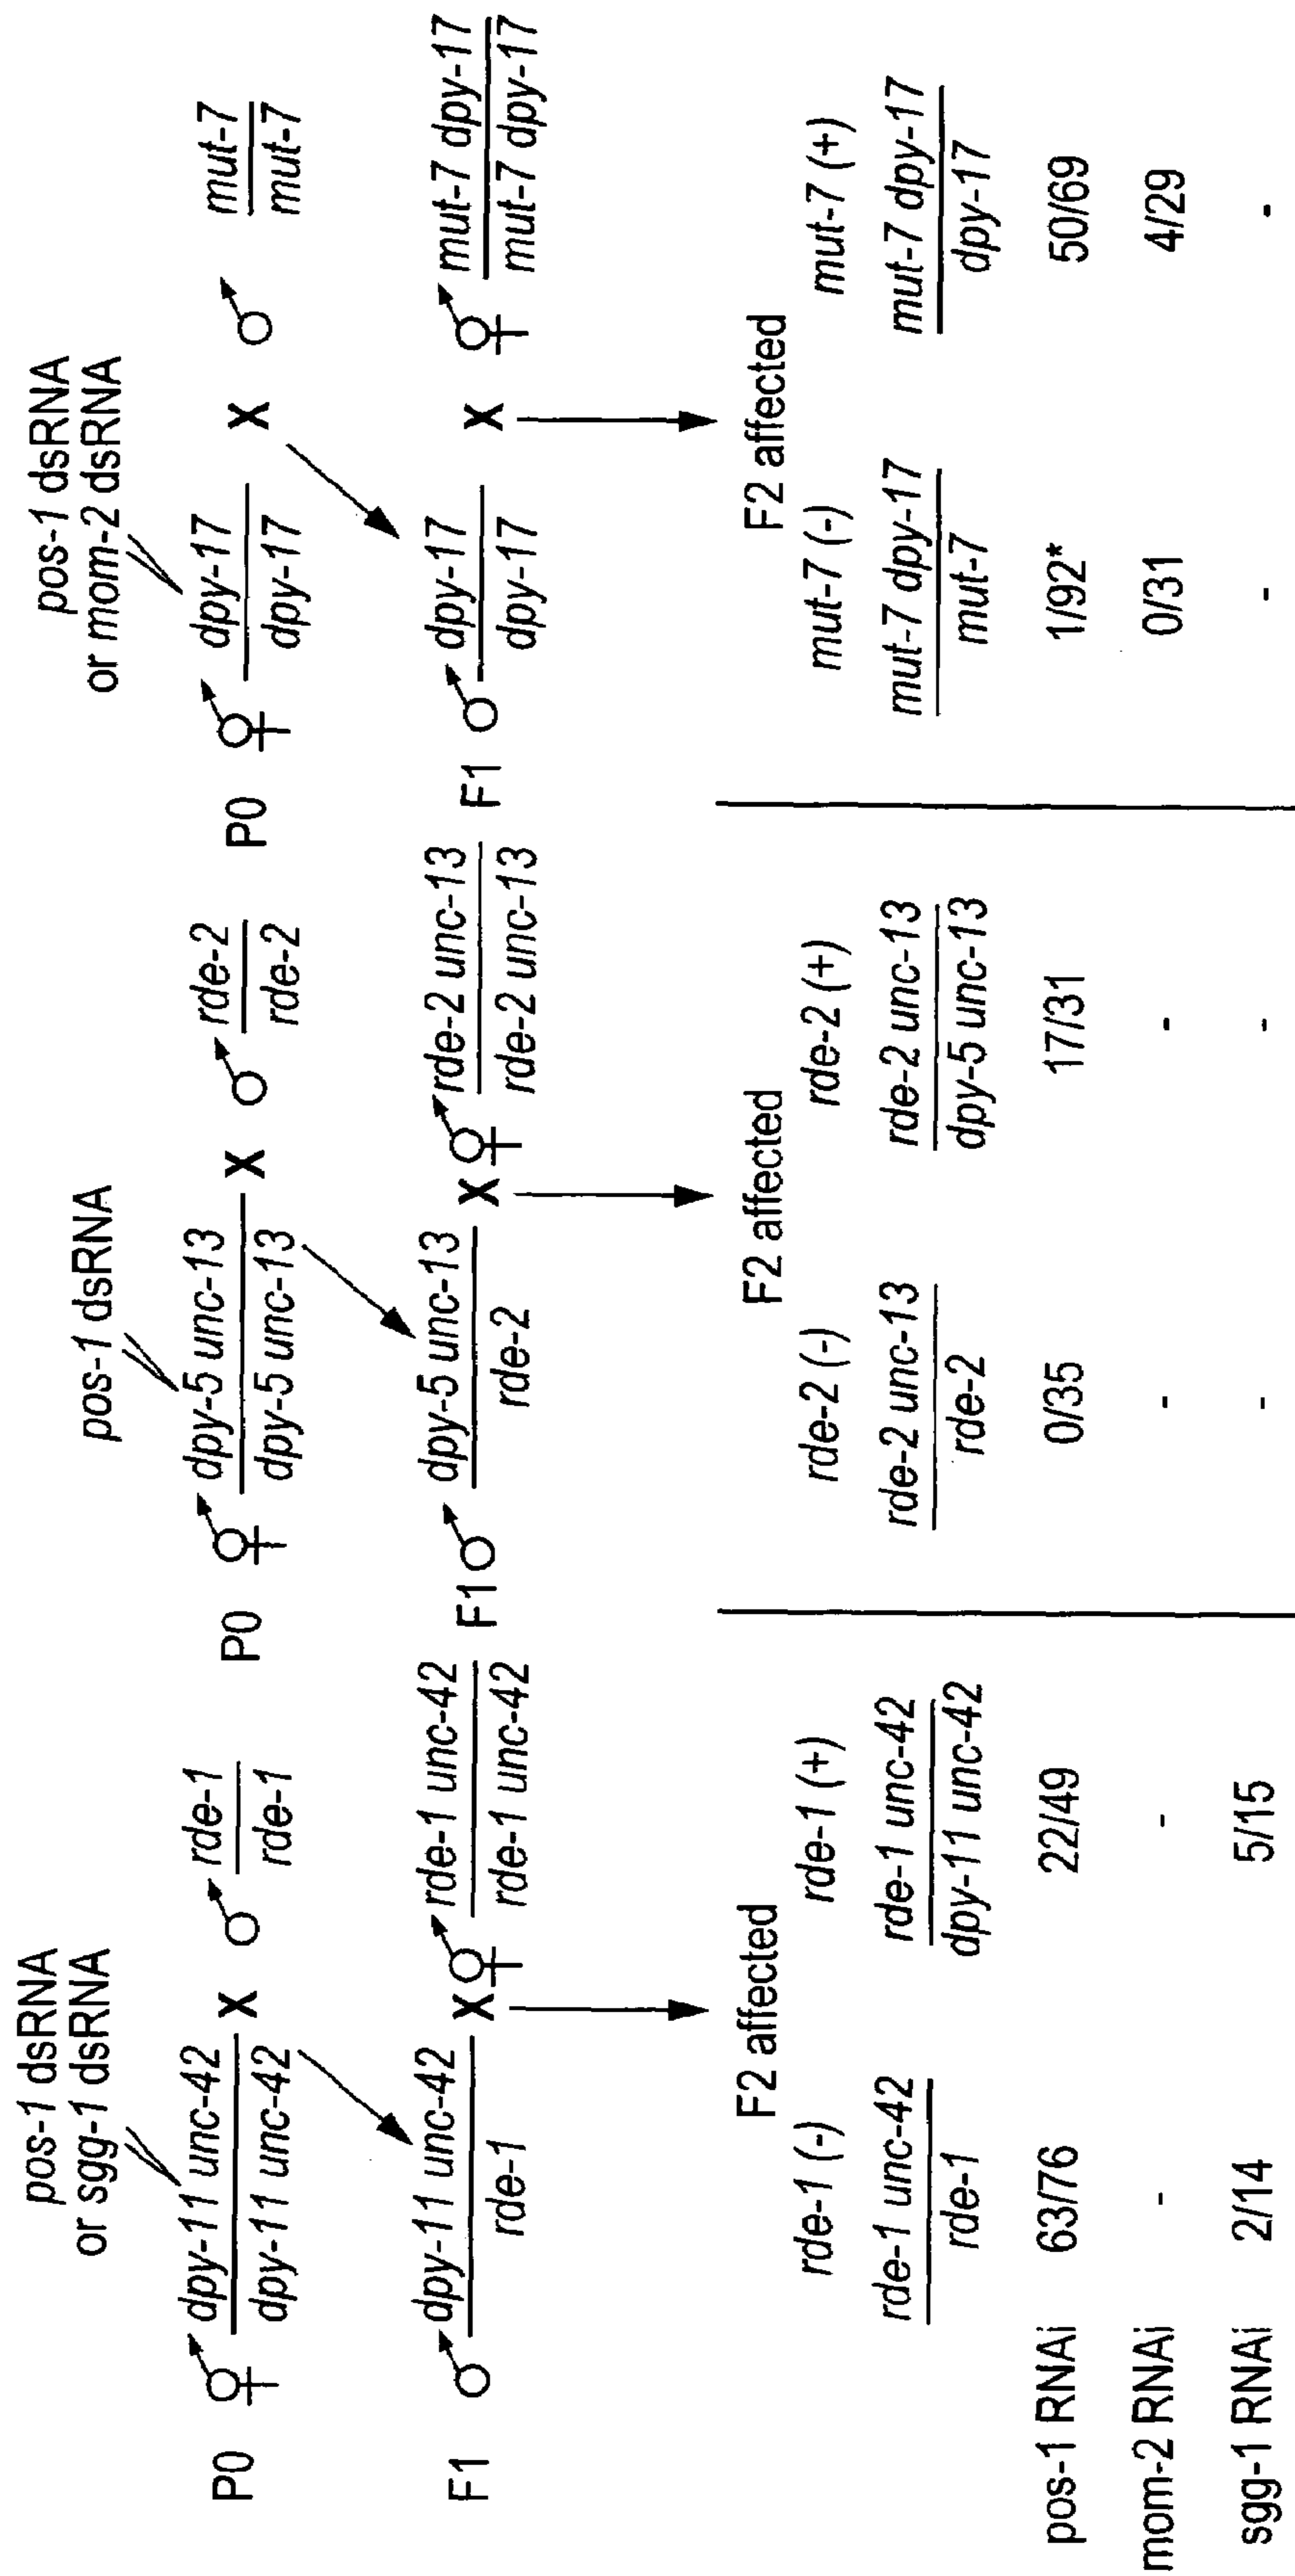 pos-1 dsRNA
or sgg-1 dsRNA
pos-1 dsRNA
pos-1 dsRNA
or mom-2 dsRNA
P0 dpy-11 unc-42 X rde-1 P0 dpy-5 unc-13 X rde-2 P0 dpy-17 X mut-7
dpy-11 unc-42 rde-1 dpy-5 unc-13 rde-2 dpy-17 mut-7
F1 dpy-11 unc-42 X rde-1 unc-42 F1 dpy-5 unc-13 X rde-2 unc-13 F1 dpy-17 X mut-7 dpy-17
rde-1 rde-1 unc-42 rde-2 rde-2 unc-13 dpy-17 mut-7 dpy-17
F2 affected F2 affected F2 affected
rde-1 (-) rde-1 (+) rde-2 (-) rde-2 (+) mut-7 (-) mut-7 (+)
rde-1 unc-42 rde-1 unc-42 rde-2 unc-13 rde-2 unc-13 mut-7 dpy-17 mut-7 dpy-17
rde-1 dpy-11 unc-42 rde-2 dpy-5 unc-13 mut-7 dpy-17
pos-1 RNAi 63/76 22/49 0/35 17/31 1/92* 50/69
mom-2 RNAi - - - - 0/31 4/29
sgg-1 RNAi 2/14 5/15 - - - -